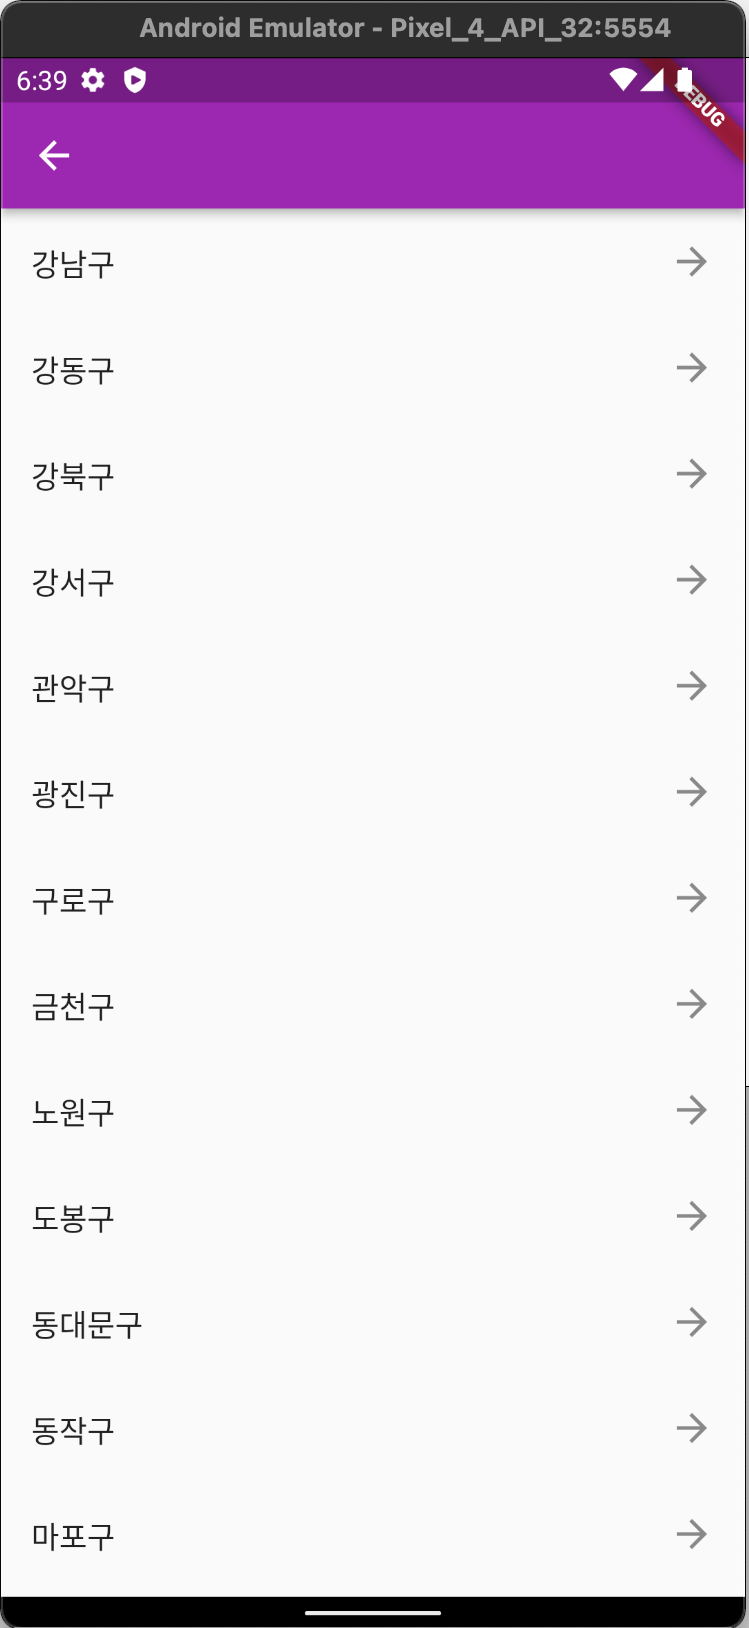 Android Emulator - Pixel_4_API_32:5554
6:39
DEBUG
강남구
강동구
강북구
강서구
관악구
광진구
구로구
금천구
노원구
도봉구
동대문구
동작구
마포구